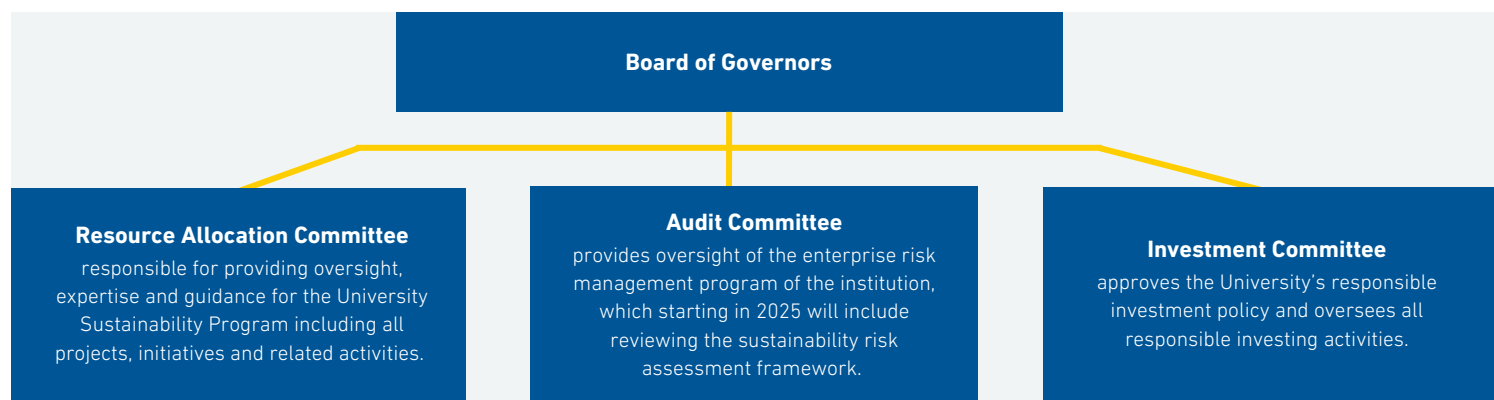 Board of Governors
Resource Allocation Committee
responsible for providing oversight,
expertise and guidance for the University
Sustainability Program including all
projects, initiatives and related activities.
Audit Committee
provides oversight of the enterprise risk
management program of the institution,
which starting in 2025 will include
reviewing the sustainability risk
assessment framework.
Investment Committee
approves the University’s responsible
investment policy and oversees all
responsible investing activities.